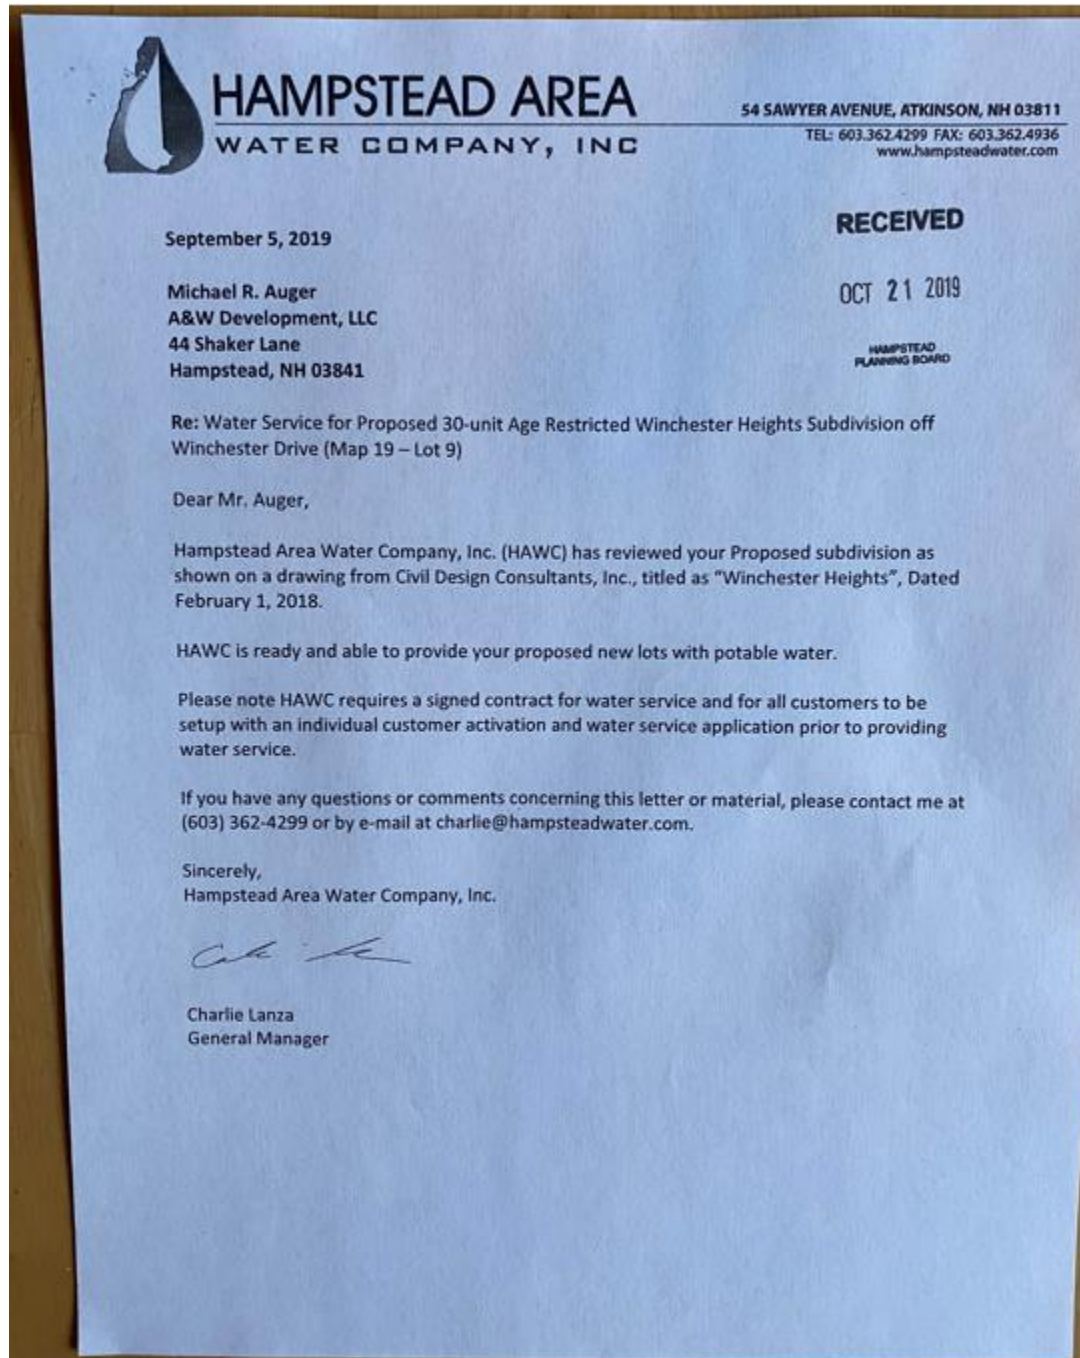 HAMPSTEAD AREA
WATER COMPANY, INC
54 SAWYER AVENUE, ATKINSON, NH 03811
TEL: 603.362.4299 FAX: 603.362.4936
www.hampsteadwater.com
RECEIVED
OCT 21 2019
HAMPSTEAD
PLANNING BOARD
September 5, 2019
Michael R. Auger
A&W Development, LLC
44 Shaker Lane
Hampstead, NH 03841
Re: Water Service for Proposed 30-unit Age Restricted Winchester Heights Subdivision off
Winchester Drive (Map 19 – Lot 9)
Dear Mr. Auger,
Hampstead Area Water Company, Inc. (HAWC) has reviewed your Proposed subdivision as
shown on a drawing from Civil Design Consultants, Inc., titled as “Winchester Heights”, Dated
February 1, 2018.
HAWC is ready and able to provide your proposed new lots with potable water.
Please note HAWC requires a signed contract for water service and for all customers to be
setup with an individual customer activation and water service application prior to providing
water service.
If you have any questions or comments concerning this letter or material, please contact me at
(603) 362-4299 or by e-mail at charlie@hampsteadwater.com.
Sincerely,
Hampstead Area Water Company, Inc.
Charlie Lanza
General Manager